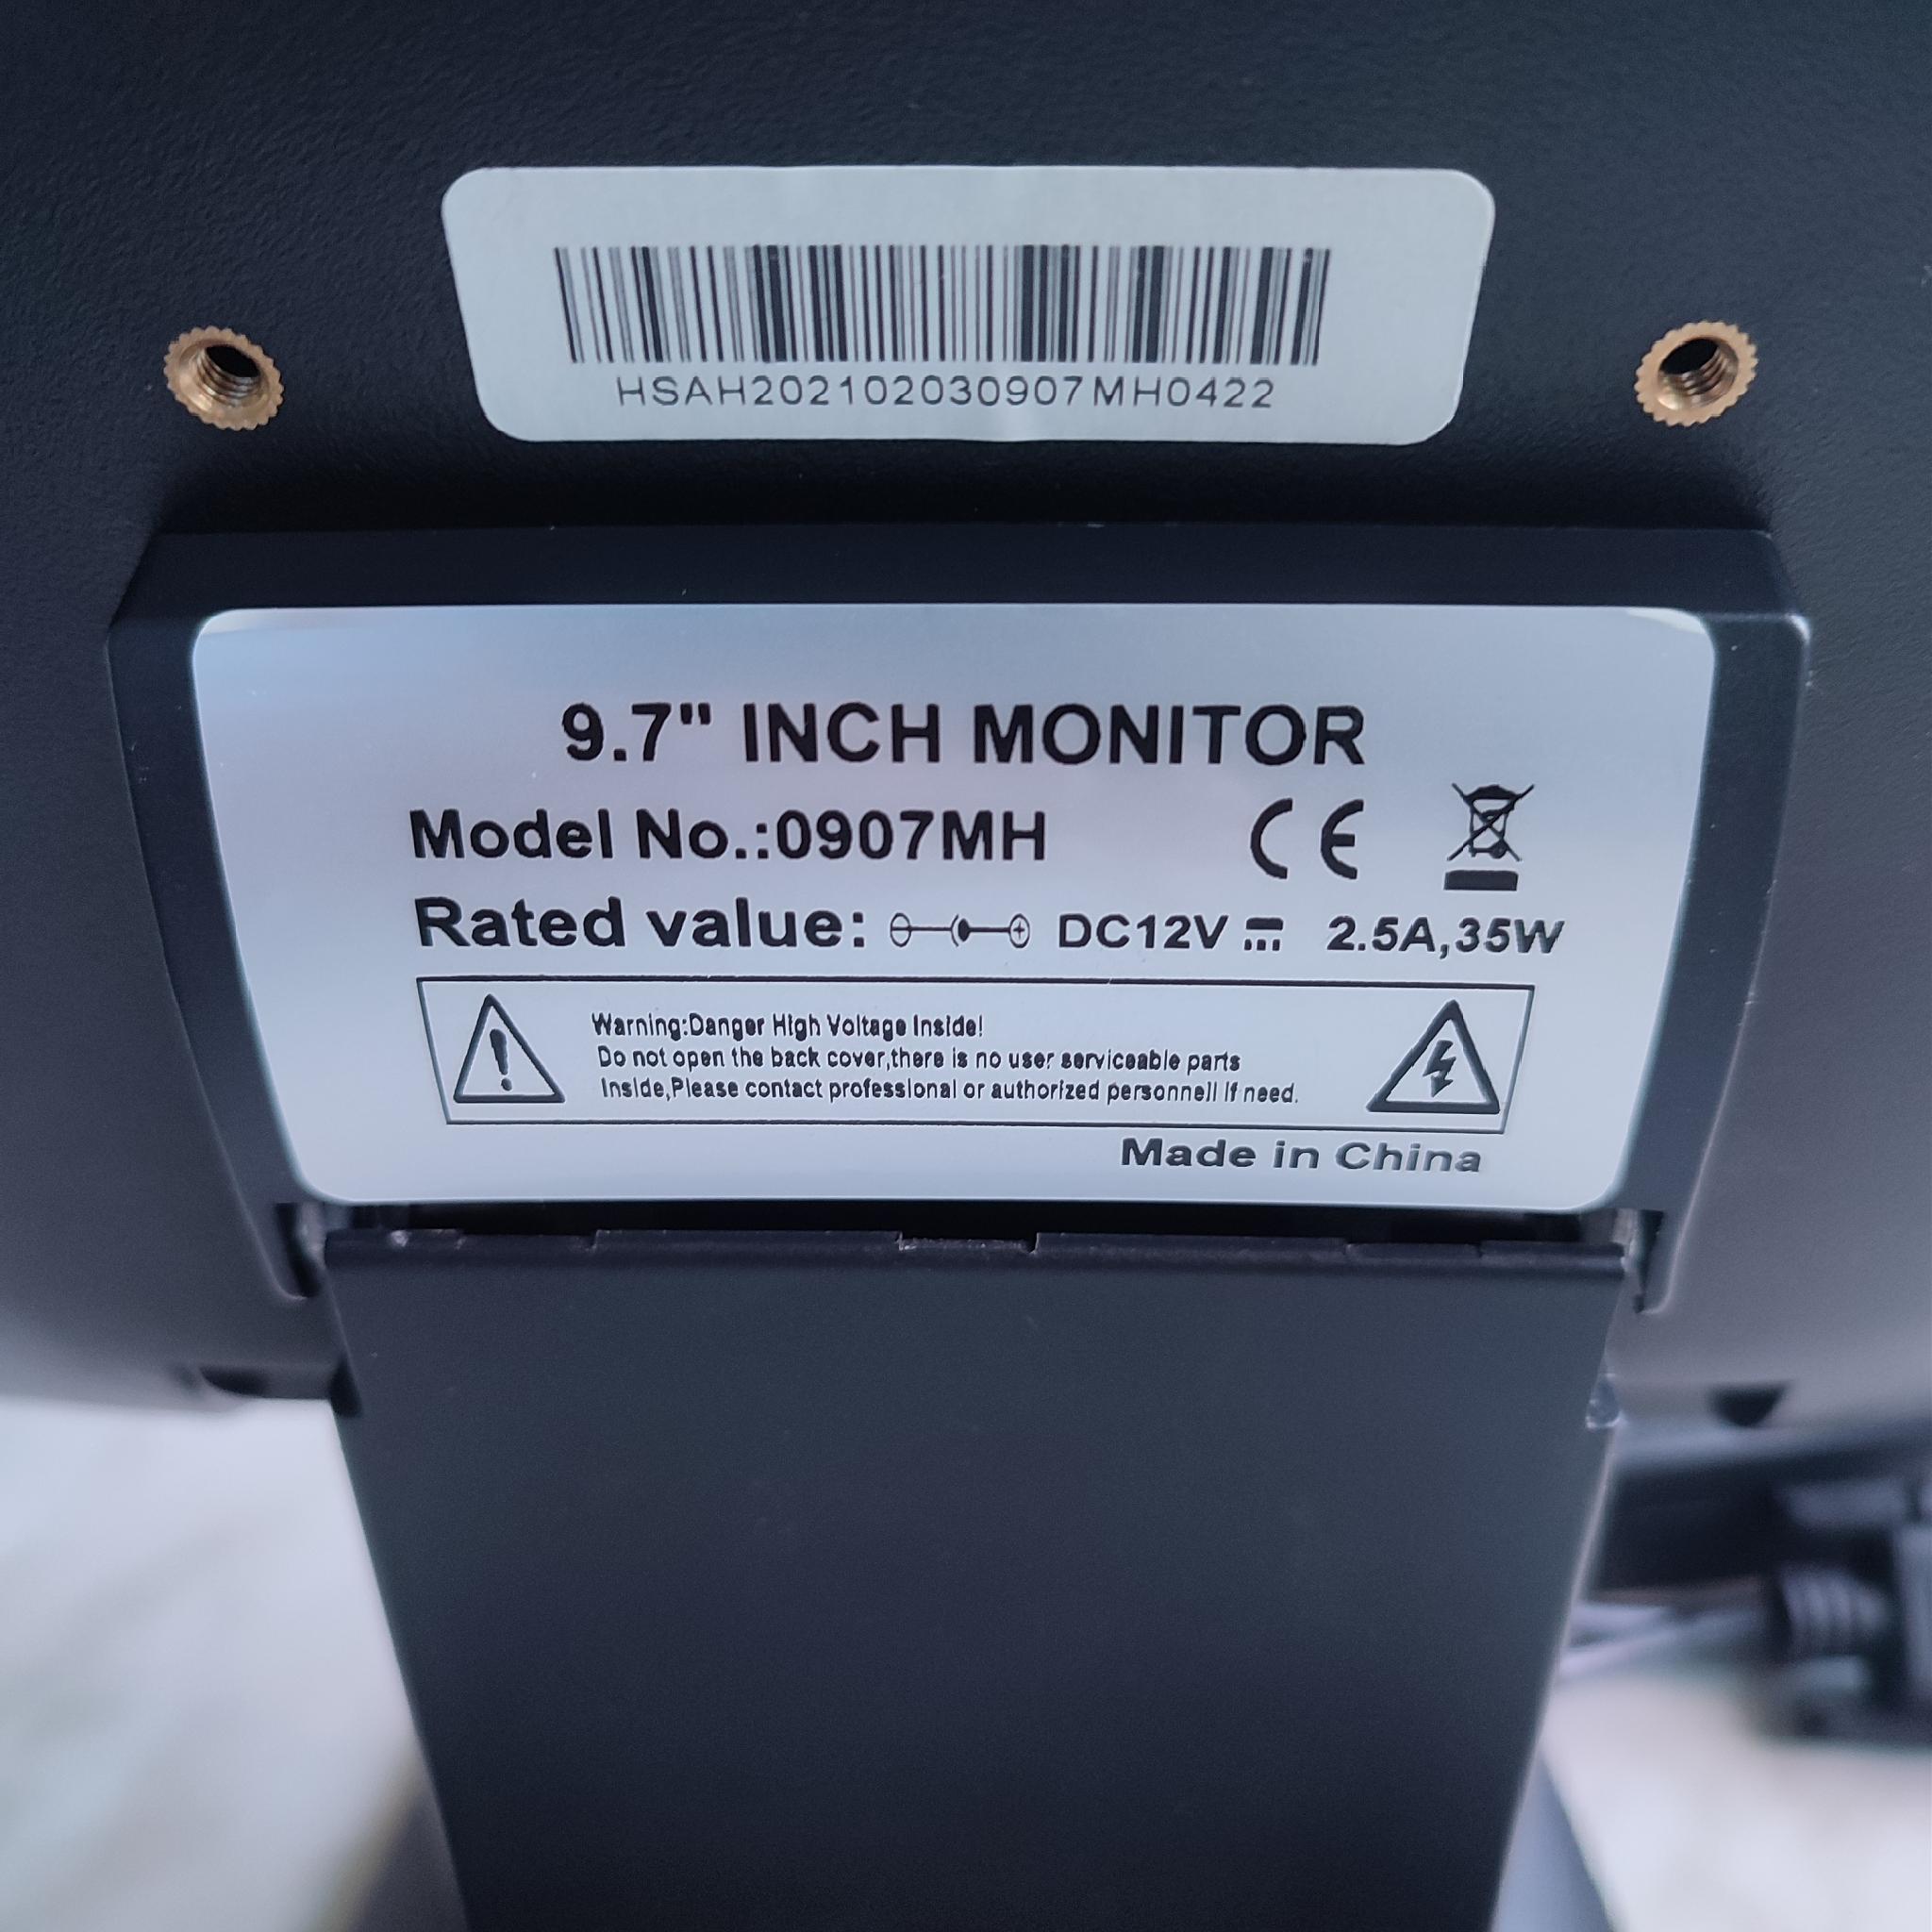 HSAH202102030907MH0422
9.7" INCH MONITOR
Model No.:0907MH CE
Rated value: DC12V 2.5A,35W
Warning:Danger High Voltage Inside!
Do not open the back cover,there is no user serviceable parts
Inside,Please contact professional or authorized personnell if need.
Made in China